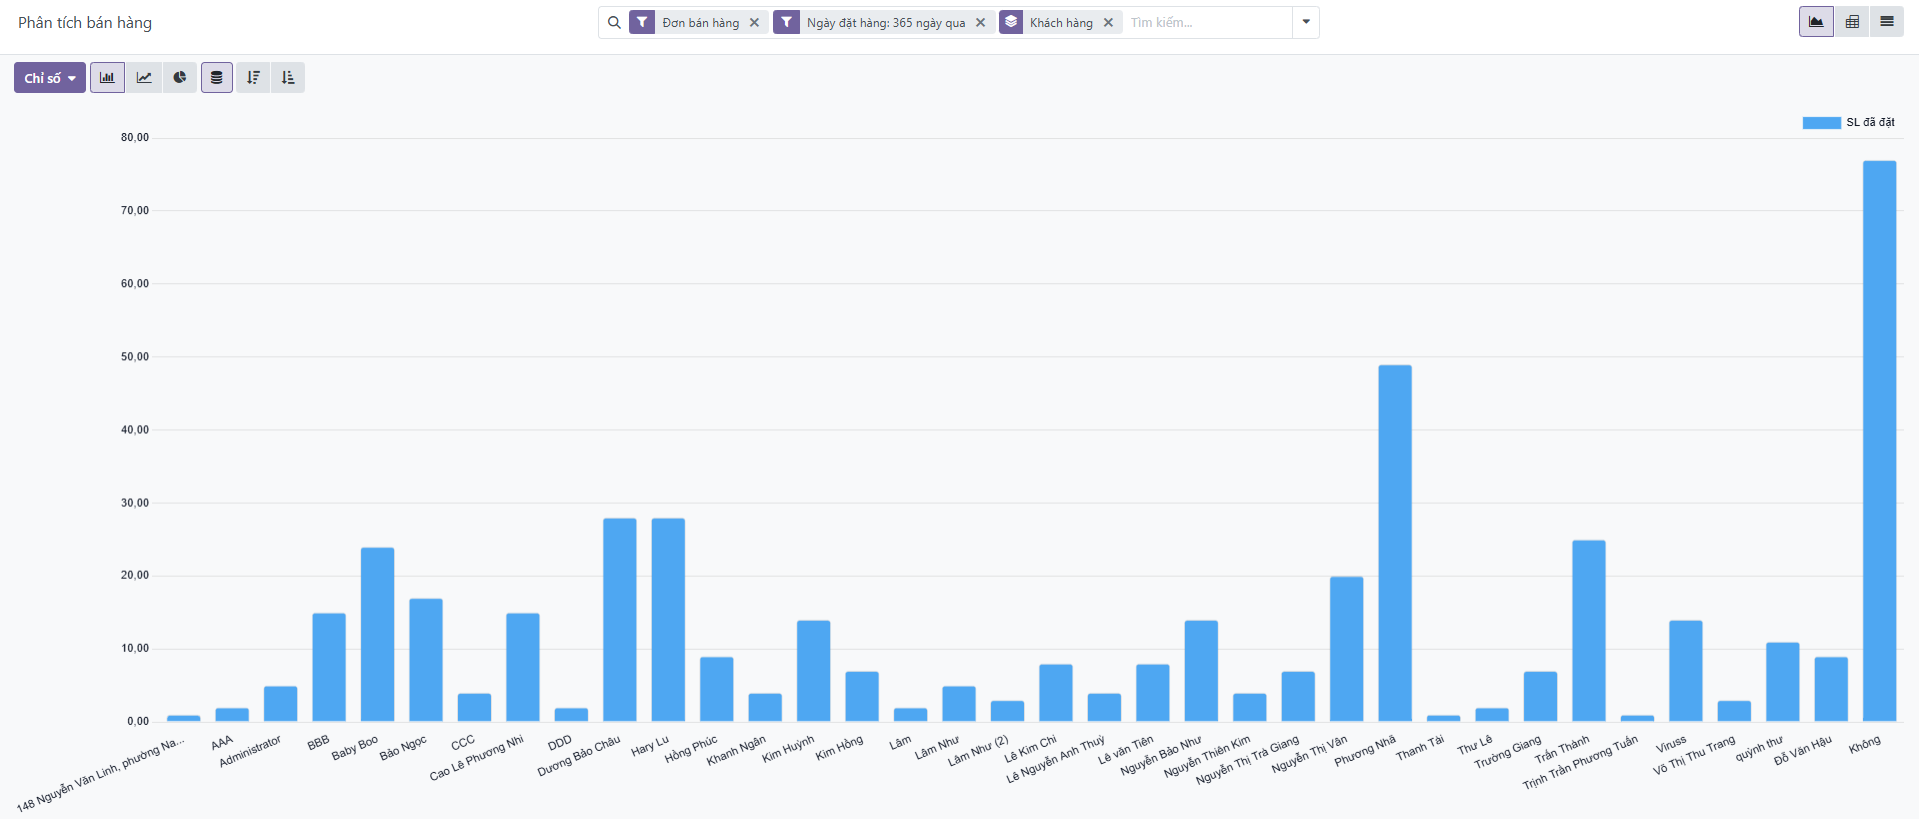 Phân tích bán hàng
Đơn bán hàng
Ngày đặt hàng: 365 ngày qua
Khách hàng
Tìm kiếm...
Chỉ số
SL đã đặt
80,00
70,00
60,00
50,00
40,00
30,00
20,00
10,00
0,00
148 Nguyễn Văn Linh, phường Na...
AAA
Administrator
BBB
Baby Boo
Bảo Ngọc
CCC
Cao Lê Phương Nhi
DDD
Dương Bảo Châu
Hary Lu
Hồng Phúc
Khanh Ngân
Kim Huỳnh
Kim Hồng
Lâm
Lâm Như
Lâm Như (2)
Lê Kim Chi
Lê Nguyễn Anh Thuỷ
Lê văn Tiên
Nguyễn Bảo Như
Nguyễn Thiên Kim
Nguyễn Thị Trà Giang
Nguyễn Thị Vân
Phương Nhã
Thanh Tài
Thư Lê
Trường Giang
Trấn Thành
Trịnh Trần Phương Tuấn
Viruss
Võ Thị Thu Trang
quỳnh thư
Đỗ Văn Hậu
Không